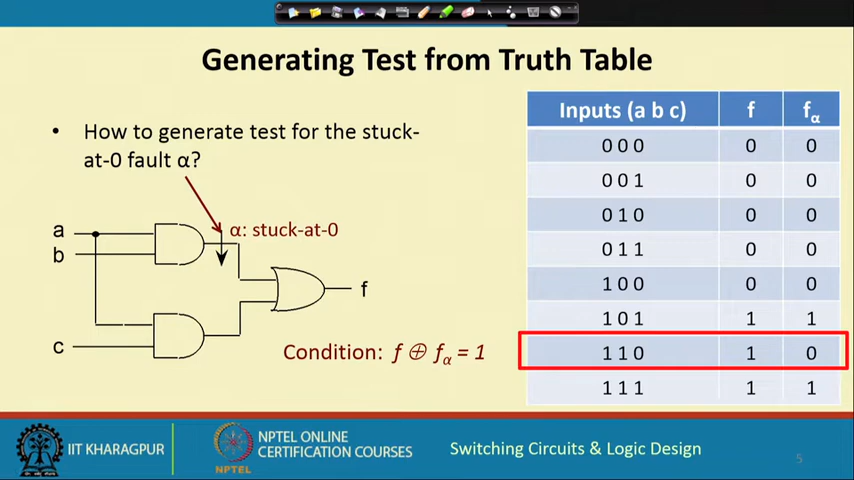 Generating Test from Truth Table
• How to generate test for the stuck-
at-0 fault α?
a
b
α: stuck-at-0
f
c
Condition: f ⊕ fα = 1
Inputs (a b c) f fα
0 0 0 0 0
0 0 1 0 0
0 1 0 0 0
0 1 1 0 0
1 0 0 0 0
1 0 1 1 1
1 1 0 1 0
1 1 1 1 1
IIT KHARAGPUR
NPTEL
NPTEL ONLINE
CERTIFICATION COURSES
Switching Circuits & Logic Design
5